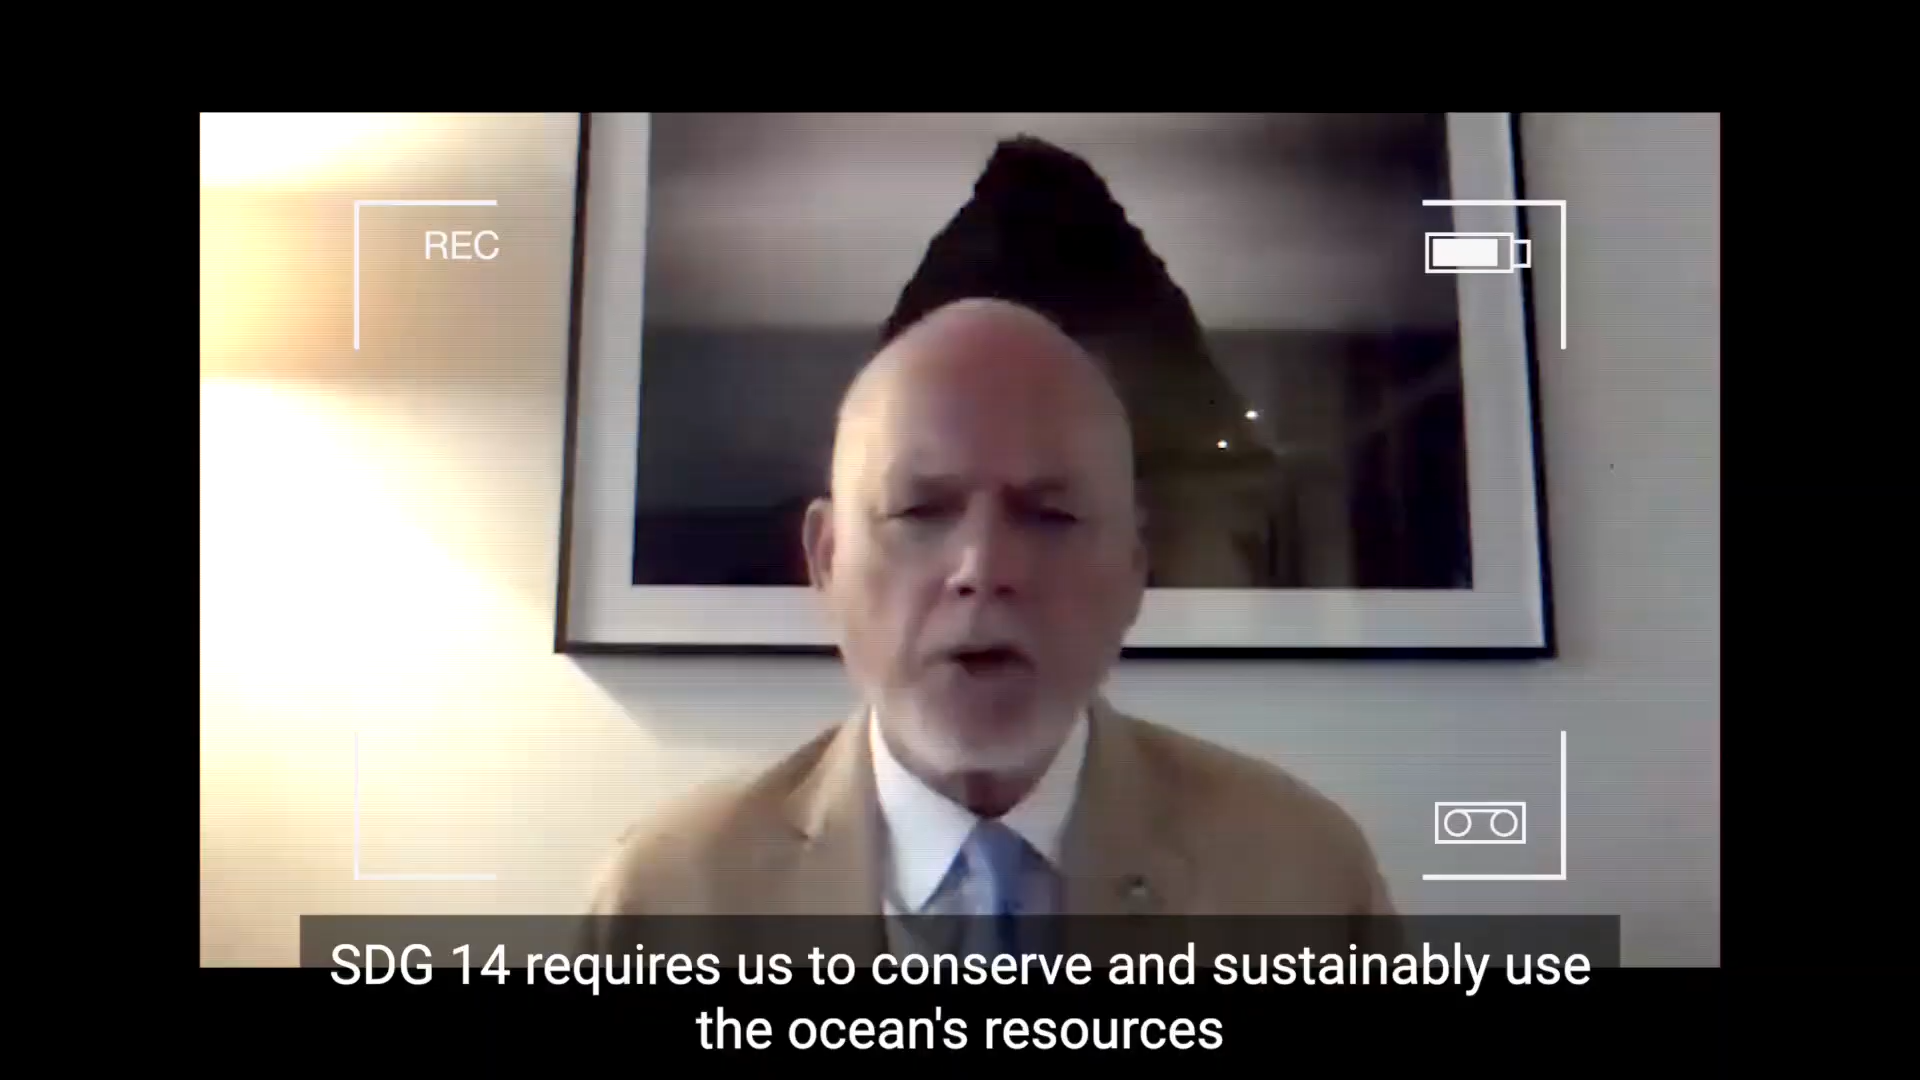 REC
SDG 14 requires us to conserve and sustainably use
the ocean's resources